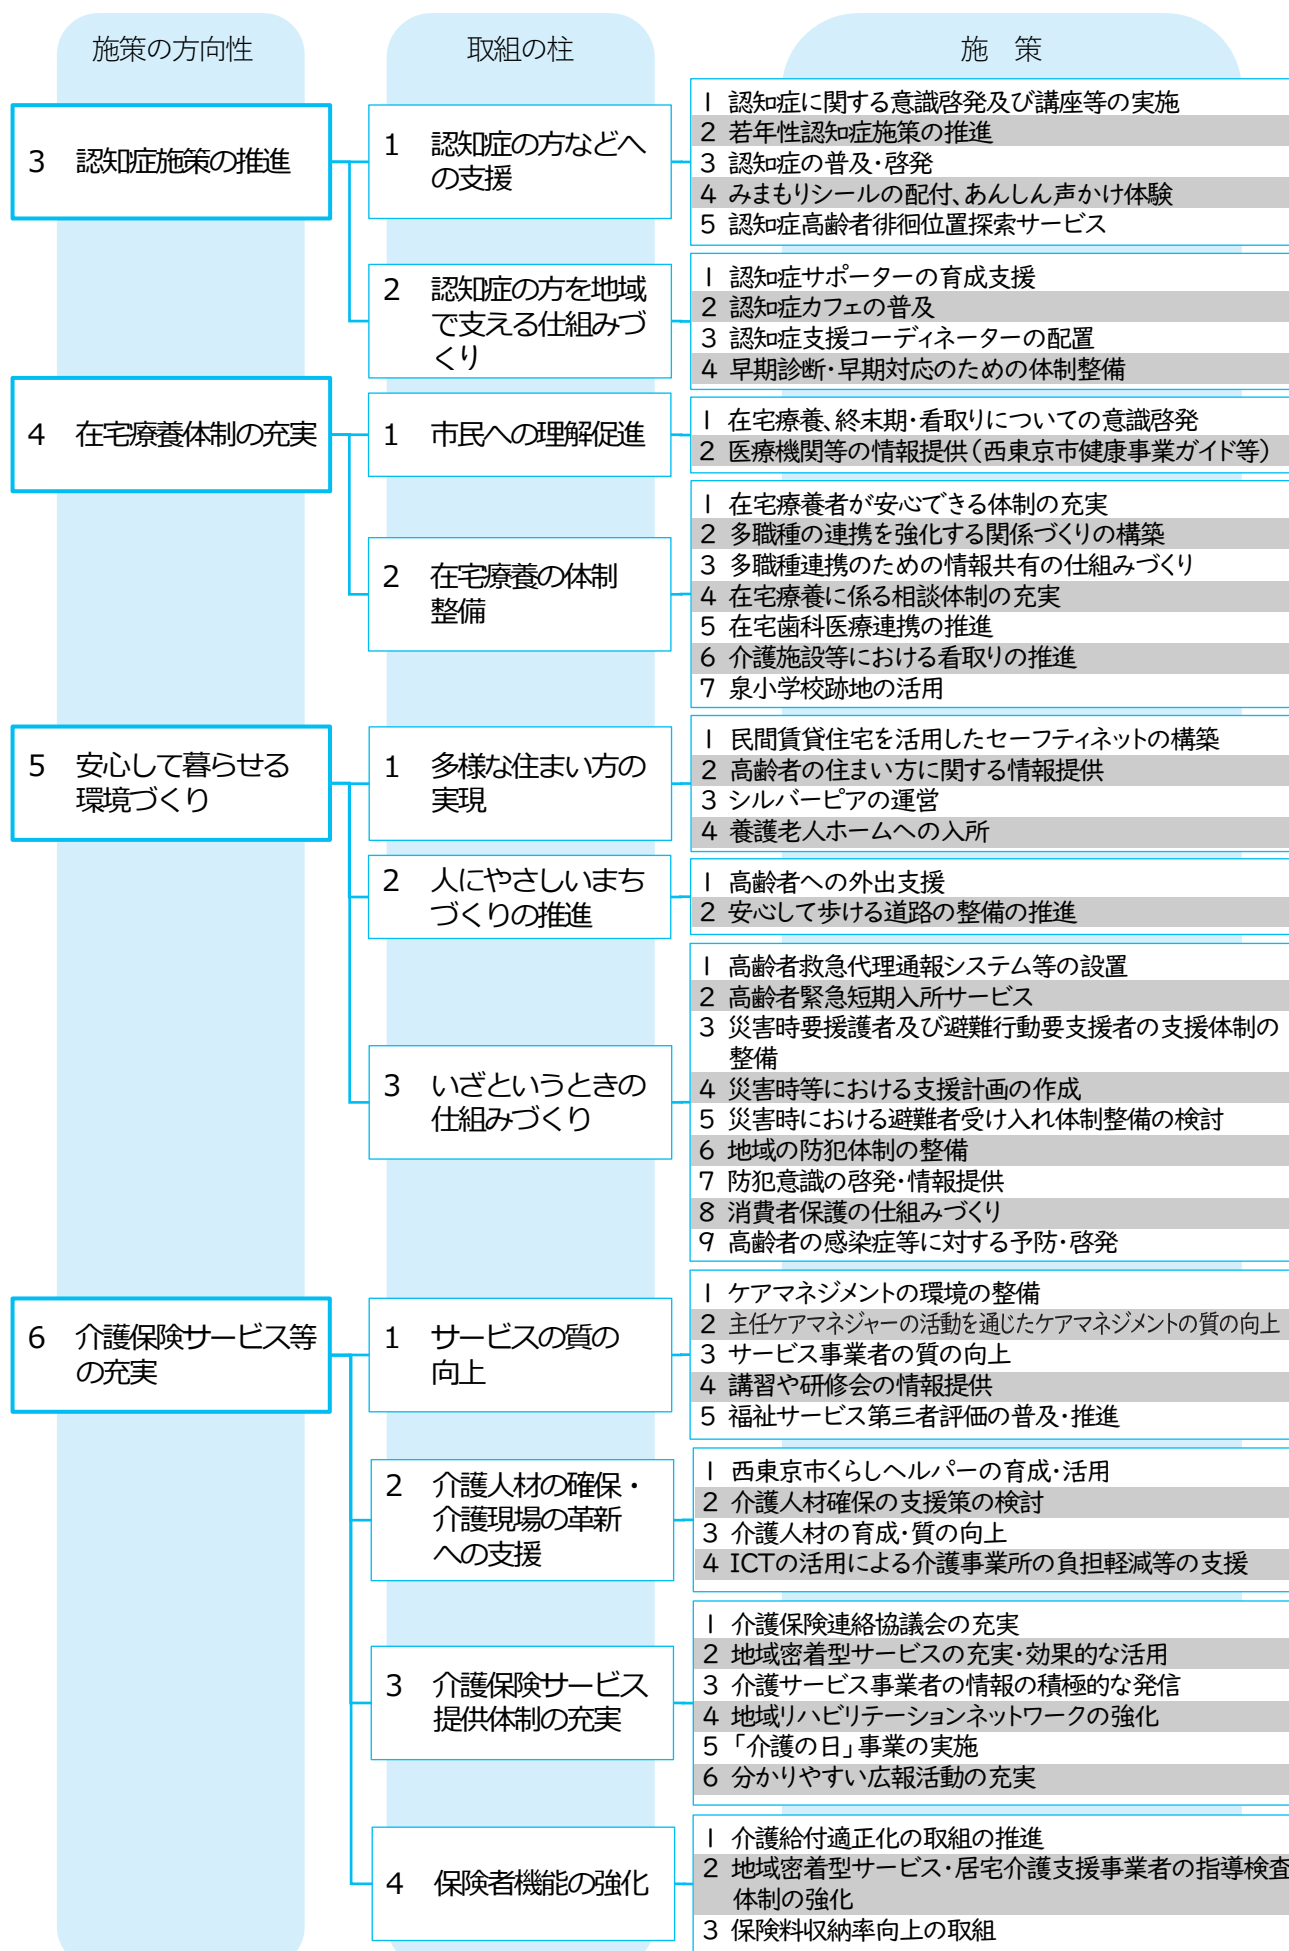 施策の方向性
取組の柱
施　策
3 認知症施策の推進
1 認知症の方などへ
の支援
1 認知症に関する意識啓発及び講座等の実施
2 若年性認知症施策の推進
3 認知症の普及・啓発
4 みまもりシールの配付、あんしん声かけ体験
5 認知症高齢者徘徊位置探索サービス
2 認知症の方を地域
で支える仕組みづ
くり
1 認知症サポーターの育成支援
2 認知症カフェの普及
3 認知症支援コーディネーターの配置
4 早期診断・早期対応のための体制整備
4 在宅療養体制の充実
1 市民への理解促進
1 在宅療養、終末期・看取りについての意識啓発
2 医療機関等の情報提供（西東京市健康事業ガイド等）
2 在宅療養の体制
整備
1 在宅療養者が安心できる体制の充実
2 多職種の連携を強化する関係づくりの構築
3 多職種連携のための情報共有の仕組みづくり
4 在宅療養に係る相談体制の充実
5 在宅歯科医療連携の推進
6 介護施設等における看取りの推進
7 泉小学校跡地の活用
5 安心して暮らせる
環境づくり
1 多様な住まい方の
実現
1 民間賃貸住宅を活用したセーフティネットの構築
2 高齢者の住まい方に関する情報提供
3 シルバーピアの運営
4 養護老人ホームへの入所
2 人にやさしいまち
づくりの推進
1 高齢者への外出支援
2 安心して歩ける道路の整備の推進
3 いざというときの
仕組みづくり
1 高齢者救急代理通報システム等の設置
2 高齢者緊急短期入所サービス
3 災害時要援護者及び避難行動要支援者の支援体制の
整備
4 災害時等における支援計画の作成
5 災害時における避難者受け入れ体制整備の検討
6 地域の防犯体制の整備
7 防犯意識の啓発・情報提供
8 消費者保護の仕組みづくり
9 高齢者の感染症等に対する予防・啓発
6 介護保険サービス等
の充実
1 サービスの質の
向上
1 ケアマネジメントの環境の整備
2 主任ケアマネジャーの活動を通じたケアマネジメントの質の向上
3 サービス事業者の質の向上
4 講習や研修会の情報提供
5 福祉サービス第三者評価の普及・推進
2 介護人材の確保・
介護現場の革新
への支援
1 西東京市くらしヘルパーの育成・活用
2 介護人材確保の支援策の検討
3 介護人材の育成・質の向上
4 ICTの活用による介護事業所の負担軽減等の支援
3 介護保険サービス
提供体制の充実
1 介護保険連絡協議会の充実
2 地域密着型サービスの充実・効果的な活用
3 介護サービス事業者の情報の積極的な発信
4 地域リハビリテーションネットワークの強化
5 「介護の日」事業の実施
6 分かりやすい広報活動の充実
4 保険者機能の強化
1 介護給付適正化の取組の推進
2 地域密着型サービス・居宅介護支援事業者の指導検査
体制の強化
3 保険料収納率向上の取組